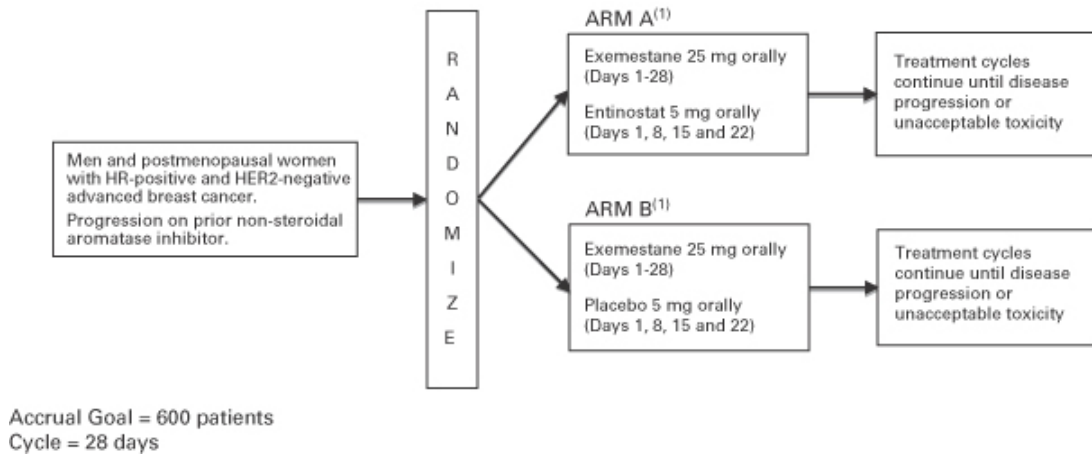 Men and postmenopausal women
with HR-positive and HER2-negative
advanced breast cancer.
Progression on prior non-steroidal
aromatase inhibitor.
R
A
N
D
O
M
I
Z
E
ARM A(1)
Exemestane 25 mg orally
(Days 1-28)
Entinostat 5 mg orally
(Days 1, 8, 15 and 22)
Treatment cycles
continue until disease
progression or
unacceptable toxicity
ARM B(1)
Exemestane 25 mg orally
(Days 1-28)
Placebo 5 mg orally
(Days 1, 8, 15 and 22)
Treatment cycles
continue until disease
progression or
unacceptable toxicity
Accrual Goal = 600 patients
Cycle = 28 days